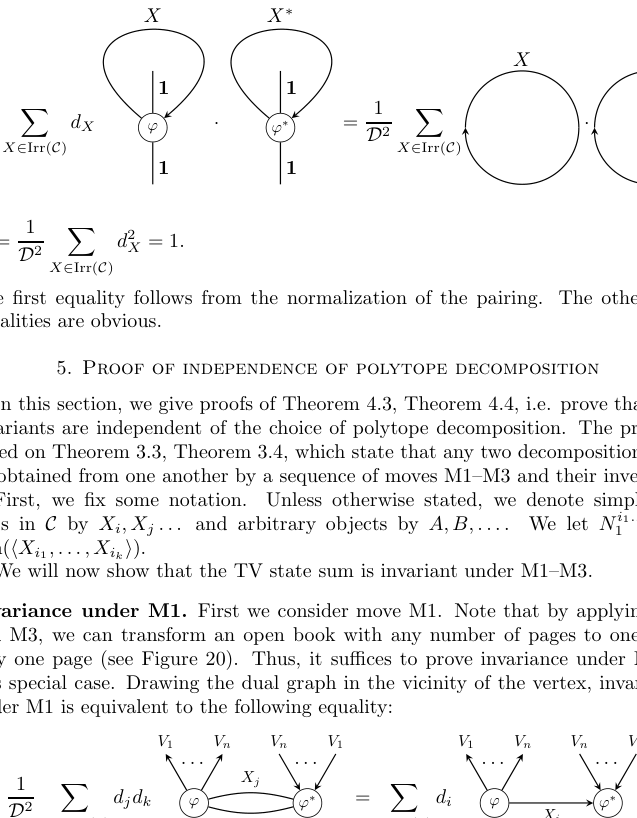 X X*
∑ d_X φ 1 1 · φ* 1 1 = 1/𝒟² ∑ X ·
X∈Irr(𝒞) X∈Irr(𝒞)
= 1/𝒟² ∑ d²_X = 1.
X∈Irr(𝒞)
first equality follows from the normalization of the pairing. The othe
are obvious.
5. Proof of independence of polytope decomposition
n this section, we give proofs of Theorem 4.3, Theorem 4.4, i.e. prove tha
are independent of the choice of polytope decomposition. The pr
on Theorem 3.3, Theorem 3.4, which state that any two decomposition
obtained from one another by a sequence of moves M1–M3 and their inve
First, we fix some notation. Unless otherwise stated, we denote simpl
in 𝒞 by X_i, X_j … and arbitrary objects by A, B, …. We let N_1^{i_1.
(⟨X_{i_1}, …, X_{i_k}⟩).
We will now show that the TV state sum is invariant under M1–M3.
variance under M1. First we consider move M1. Note that by applyin
M3, we can transform an open book with any number of pages to one
one page (see Figure 20). Thus, it suffices to prove invariance under
special case. Drawing the dual graph in the vicinity of the vertex, invar
M1 is equivalent to the following equality:
V_1 V_n V_n V_1 V_1 V_n V_n V
··· ··· ··· ···
1/𝒟² ∑ d_j d_k φ X_j φ* = ∑ d_i φ X_i φ*